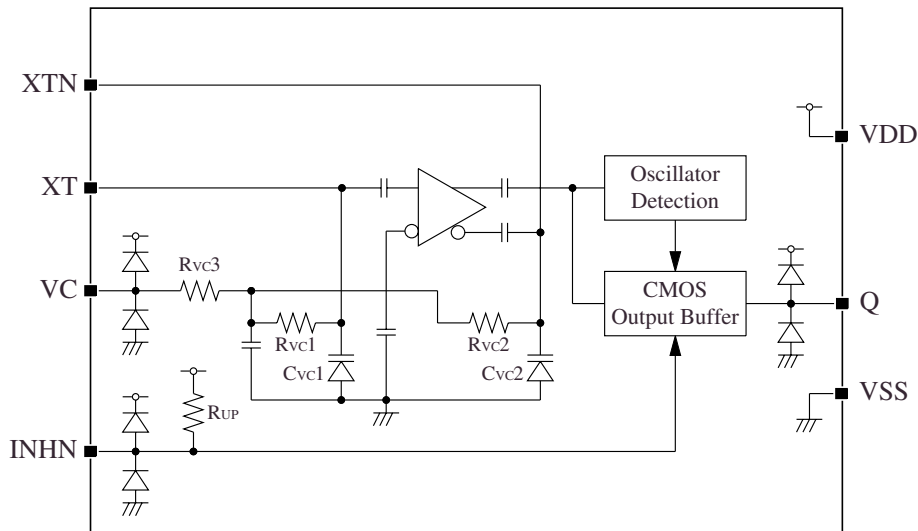 XTN
VDD
XT
Oscillator
Detection
VC
RVC3
CMOS
Output Buffer
Q
RVC1
RVC2
CVC1
CVC2
VSS
RUP
INHN